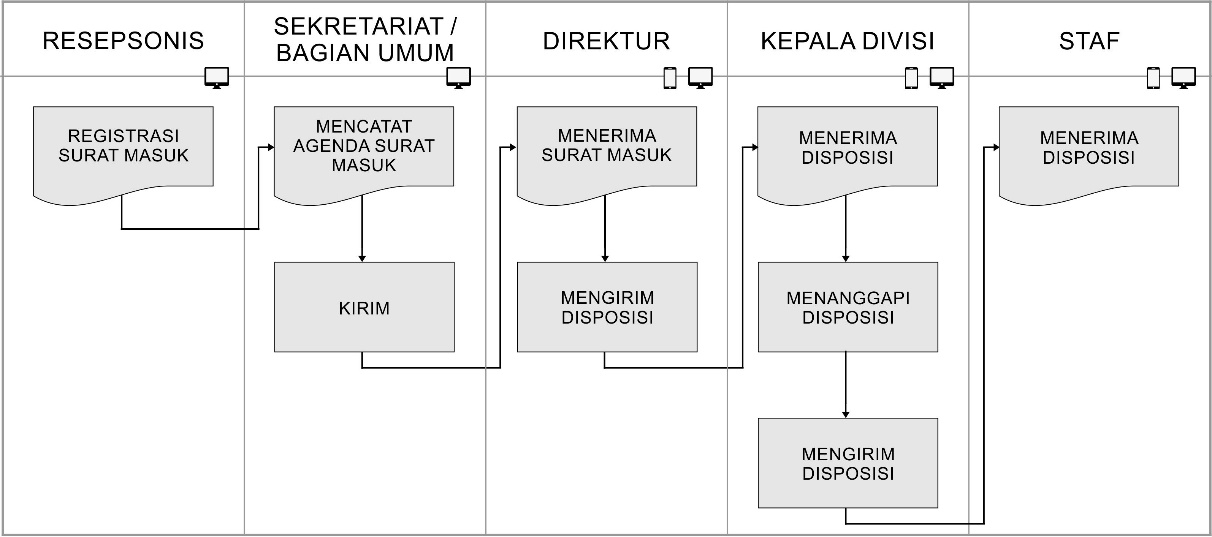 RESEPSONIS
SEKRETARIAT /
BAGIAN UMUM
DIREKTUR
KEPALA DIVISI
STAF
REGISTRASI
SURAT MASUK
MENCATAT
AGENDA SURAT
MASUK
KIRIM
MENERIMA
SURAT MASUK
MENGIRIM
DISPOSISI
MENERIMA
DISPOSISI
MENANGGAPI
DISPOSISI
MENGIRIM
DISPOSISI
MENERIMA
DISPOSISI